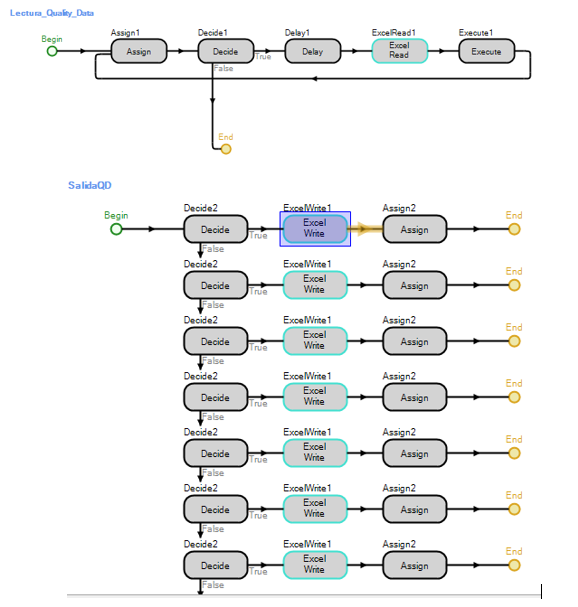 Lectura_Quality_Data
Begin
Assign1
Assign
Decide1
Decide
True
False
Delay1
Delay
ExcelRead1
Excel
Read
Execute1
Execute
End
SalidaQD
Begin
Decide2
Decide
True
False
ExcelWrite1
Excel
Write
Assign2
Assign
End
Decide2
Decide
True
False
ExcelWrite1
Excel
Write
Assign2
Assign
End
Decide2
Decide
True
False
ExcelWrite1
Excel
Write
Assign2
Assign
End
Decide2
Decide
True
False
ExcelWrite1
Excel
Write
Assign2
Assign
End
Decide2
Decide
True
False
ExcelWrite1
Excel
Write
Assign2
Assign
End
Decide2
Decide
True
False
ExcelWrite1
Excel
Write
Assign2
Assign
End
Decide2
Decide
True
False
ExcelWrite1
Excel
Write
Assign2
Assign
End